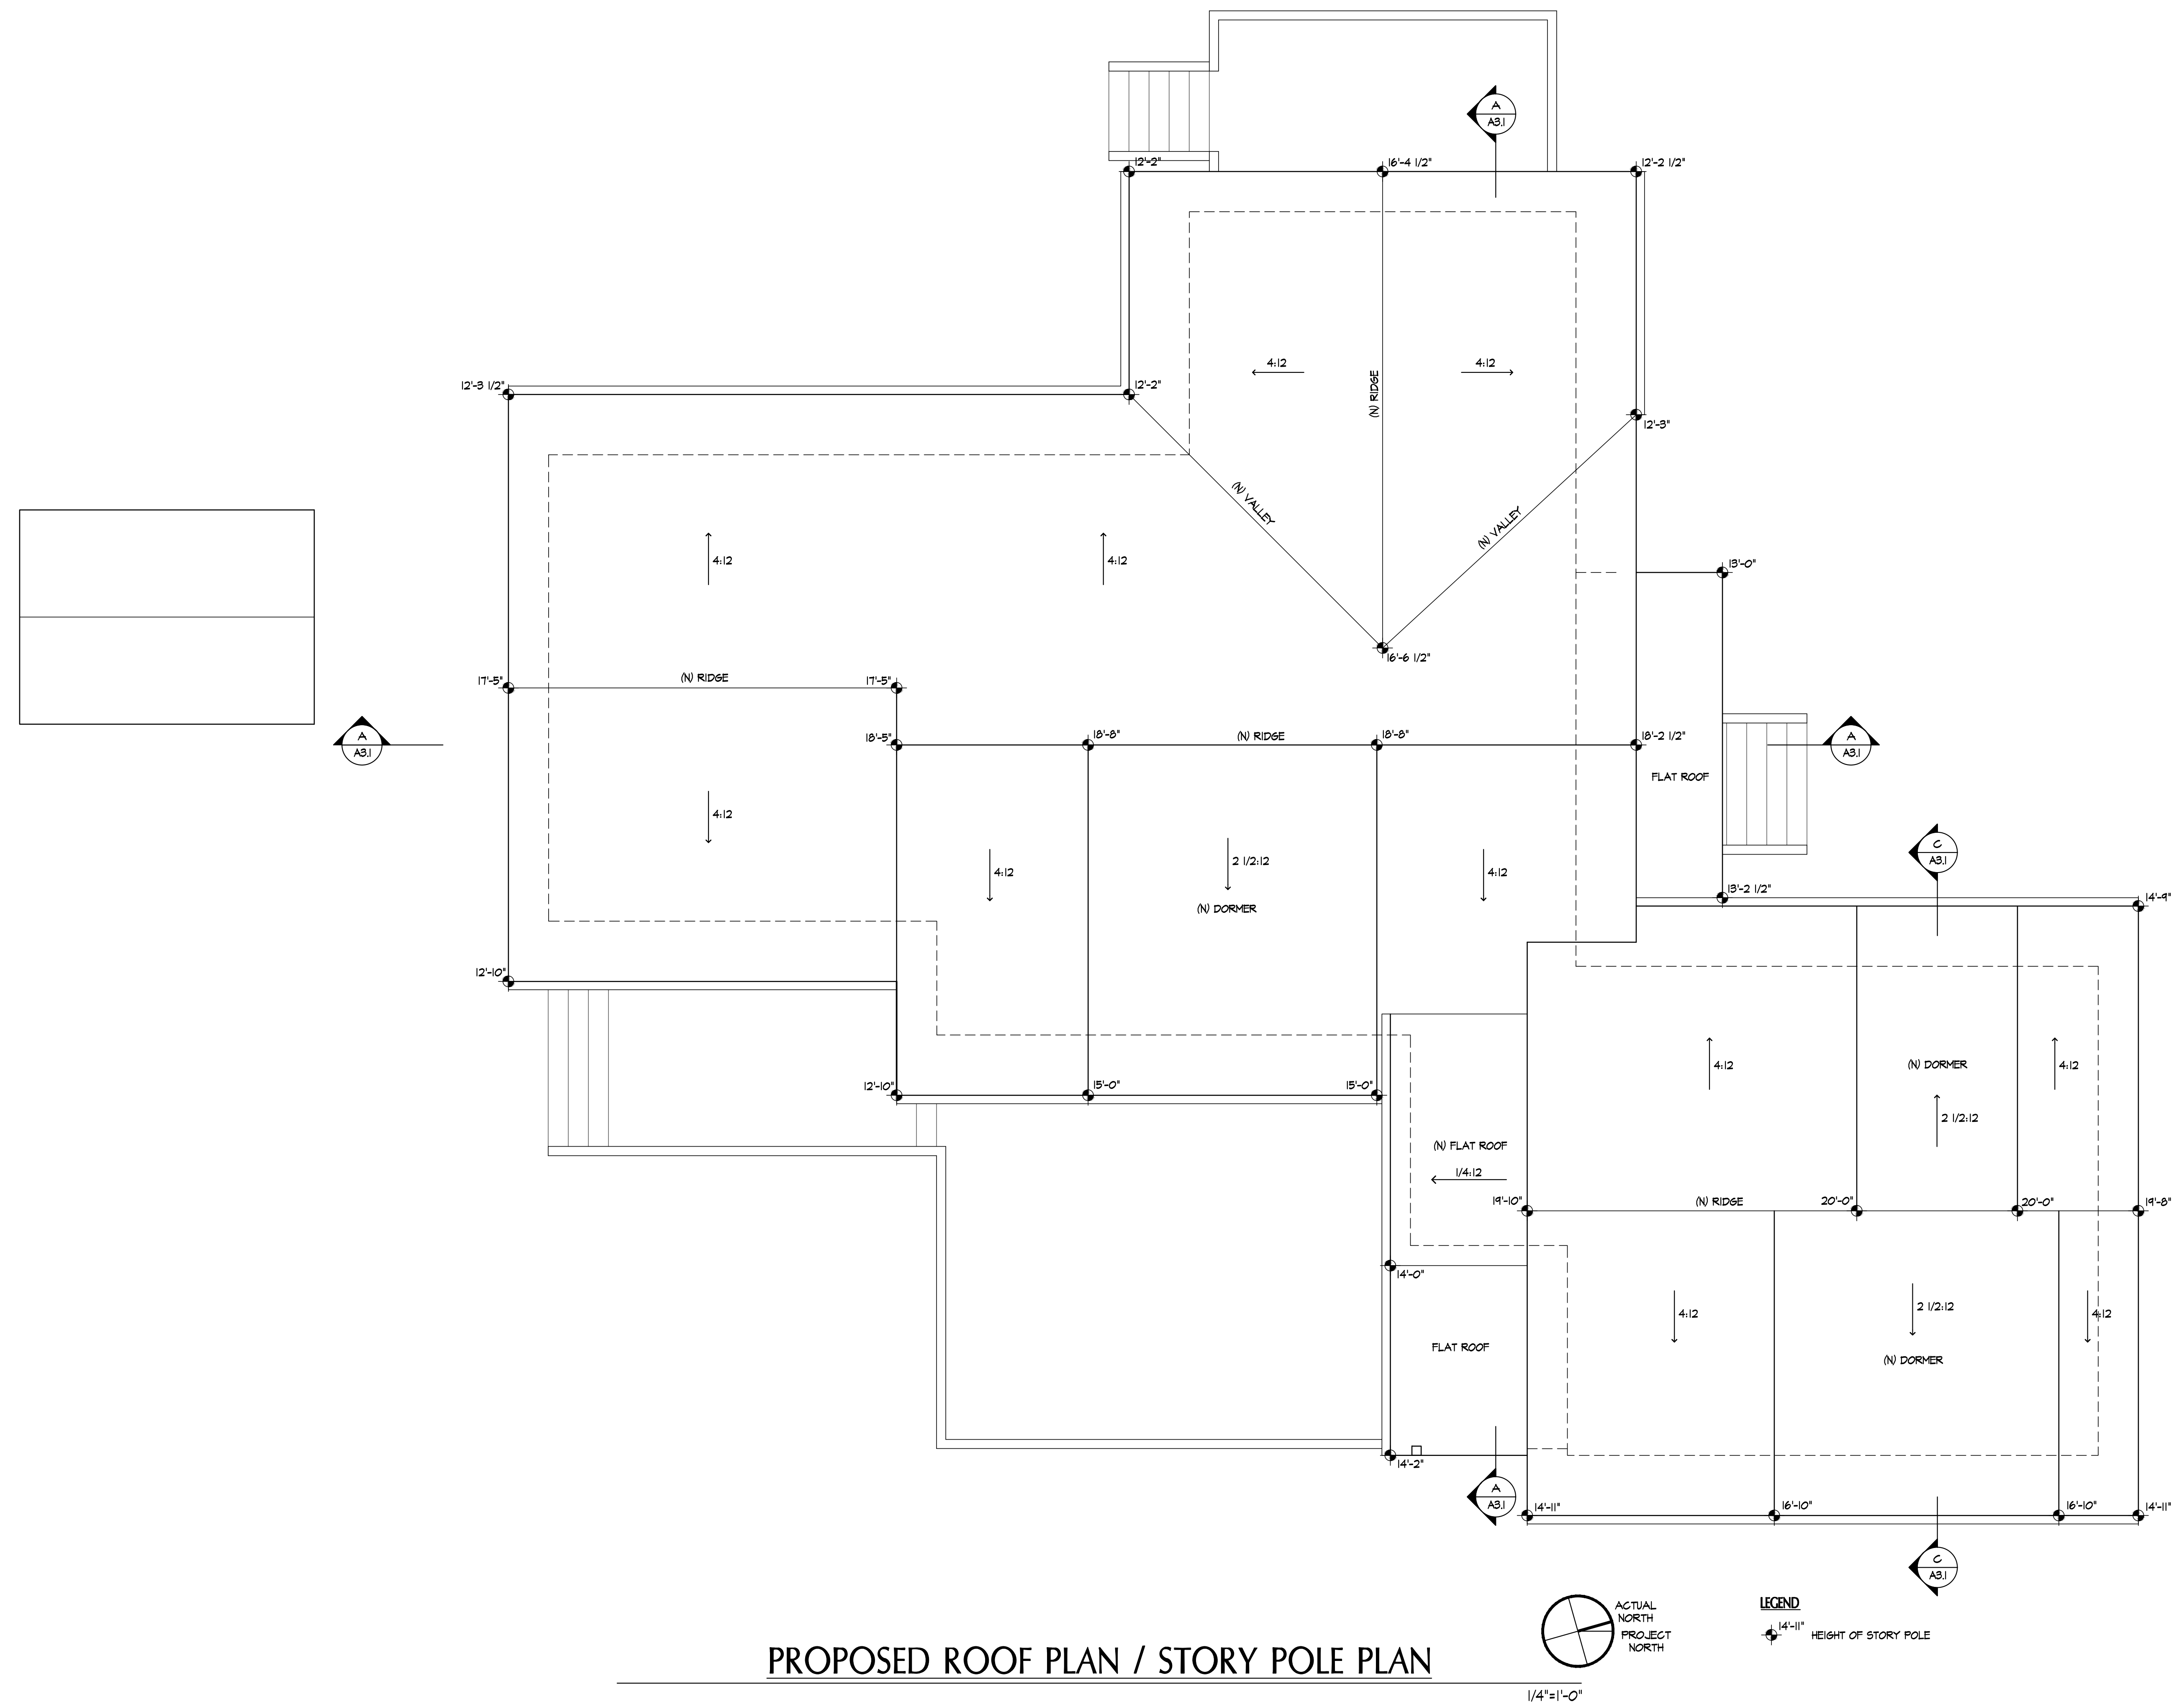 A
A3.1
12'-2"
16'-4 1/2"
12'-2 1/2"
4:12
4:12
(N) RIDGE
12'-3 1/2"
12'-2"
12'-3"
(N) VALLEY
(N) VALLEY
4:12
4:12
13'-0"
16'-6 1/2"
17'-5"
(N) RIDGE
17'-5"
A
A3.1
18'-5"
18'-8"
(N) RIDGE
18'-8"
18'-2 1/2"
A
A3.1
FLAT ROOF
4:12
4:12
2 1/2:12
(N) DORMER
4:12
C
A3.1
13'-2 1/2"
14'-9"
12'-10"
4:12
(N) DORMER
2 1/2:12
4:12
12'-10"
15'-0"
15'-0"
(N) FLAT ROOF
1/4:12
19'-10"
(N) RIDGE
20'-0"
20'-0"
19'-8"
14'-0"
4:12
2 1/2:12
(N) DORMER
4:12
FLAT ROOF
14'-2"
A
A3.1
14'-11"
16'-10"
16'-10"
14'-11"
C
A3.1
ACTUAL
NORTH
PROJECT
NORTH
LEGEND
14'-11"
HEIGHT OF STORY POLE
PROPOSED ROOF PLAN / STORY POLE PLAN
1/4"=1'-0"